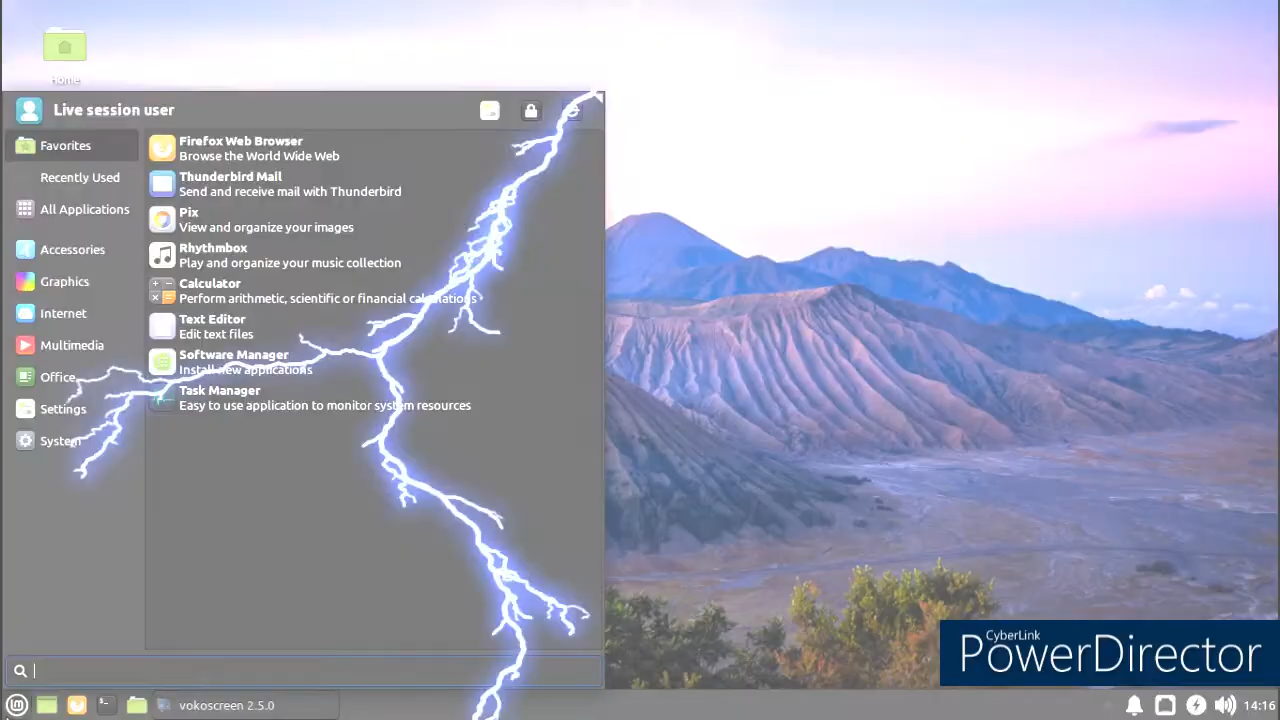 Home
Live session user
Favorites
Recently Used
All Applications
Accessories
Graphics
Internet
Multimedia
Office
Settings
System
Firefox Web Browser
Browse the World Wide Web
Thunderbird Mail
Send and receive mail with Thunderbird
Pix
View and organize your images
Rhythmbox
Play and organize your music collection
Calculator
Perform arithmetic, scientific or financial calculations
Text Editor
Edit text files
Software Manager
Install new applications
Task Manager
Easy to use application to monitor system resources
CyberLink
PowerDirector
vokoscreen 2.5.0
14:16